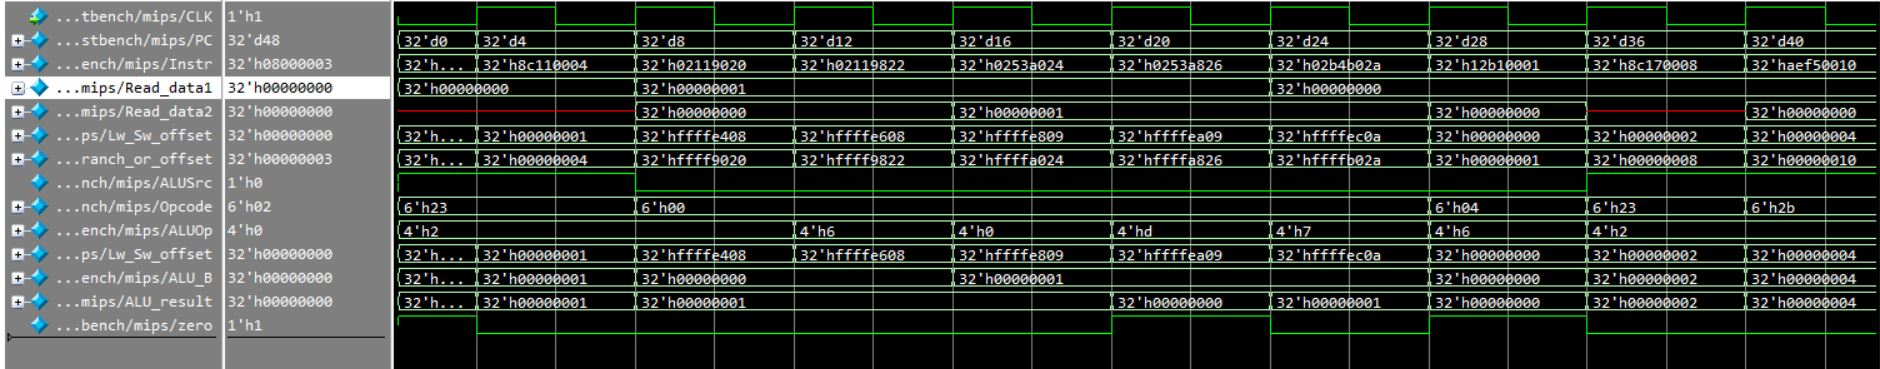 ...tbench/mips/CLK 1'h1
...stbench/mips/PC 32'd48 32'd0 32'd4 32'd8 32'd12 32'd16 32'd20 32'd24 32'd28 32'd36 32'd40
...ench/mips/Instr 32'h08000003 32'h... 32'h8c110004 32'h02119020 32'h02119822 32'h0253a024 32'h0253a826 32'h02b4b02a 32'h12b10001 32'h8c170008 32'haef50010
...mips/Read_data1 32'h00000000 32'h00000000 32'h00000001 32'h00000000
...mips/Read_data2 32'h00000000 32'h00000000 32'h00000001 32'h00000000 32'h00000000
...ps/Lw_Sw_offset 32'h00000000 32'h... 32'h00000001 32'hffffe408 32'hffffe608 32'hffffe809 32'hffffea09 32'hffffec0a 32'h00000000 32'h00000002 32'h00000004
...ranch_or_offset 32'h00000003 32'h... 32'h00000004 32'hffff9020 32'hffff9822 32'hffffa024 32'hffffa826 32'hffffb02a 32'h00000001 32'h00000008 32'h00000010
...nch/mips/ALUSrc 1'h0
...nch/mips/Opcode 6'h02 6'h23 6'h00 6'h04 6'h23 6'h2b
...ench/mips/ALUOp 4'h0 4'h2 4'h6 4'h0 4'hd 4'h7 4'h6 4'h2
...ps/Lw_Sw_offset 32'h00000000 32'h... 32'h00000001 32'hffffe408 32'hffffe608 32'hffffe809 32'hffffea09 32'hffffec0a 32'h00000000 32'h00000002 32'h00000004
...ench/mips/ALU_B 32'h00000000 32'h... 32'h00000001 32'h00000000 32'h00000001 32'h00000000 32'h00000002 32'h00000004
...mips/ALU_result 32'h00000000 32'h... 32'h00000001 32'h00000001 32'h00000000 32'h00000001 32'h00000000 32'h00000002 32'h00000004
...bench/mips/zero 1'h1